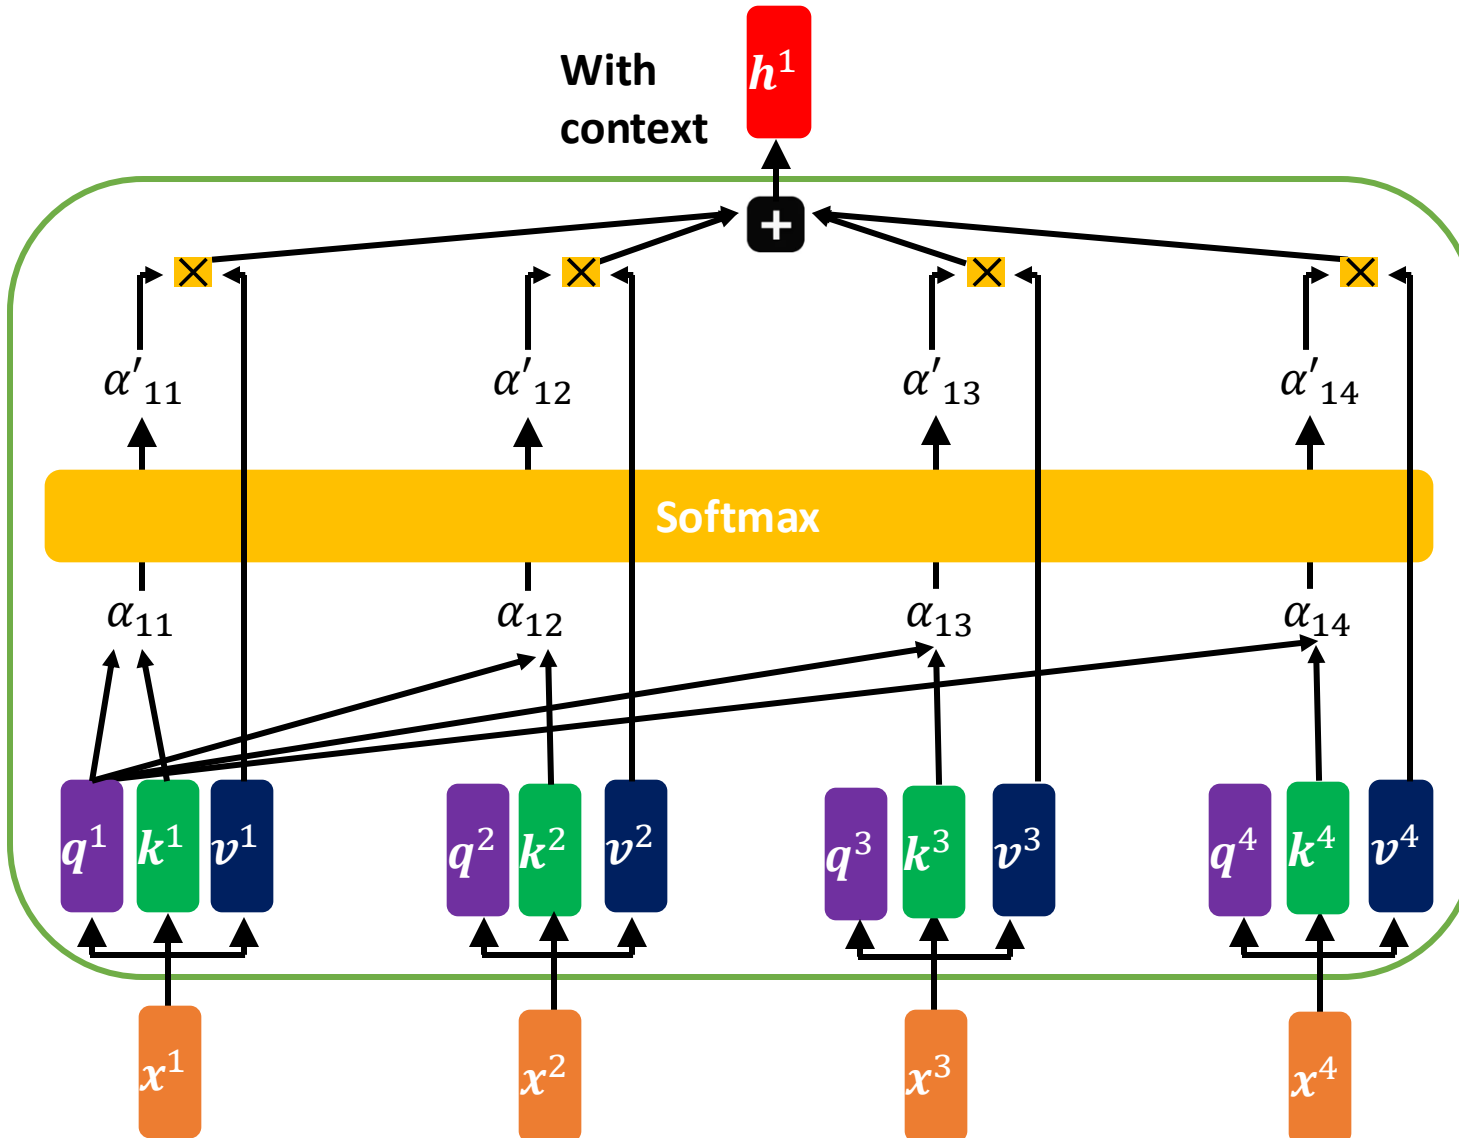 With
context
h¹
+
α′₁₁ α′₁₂ α′₁₃ α′₁₄
Softmax
α₁₁ α₁₂ α₁₃ α₁₄
q¹ k¹ v¹ q² k² v² q³ k³ v³ q⁴ k⁴ v⁴
x¹ x² x³ x⁴